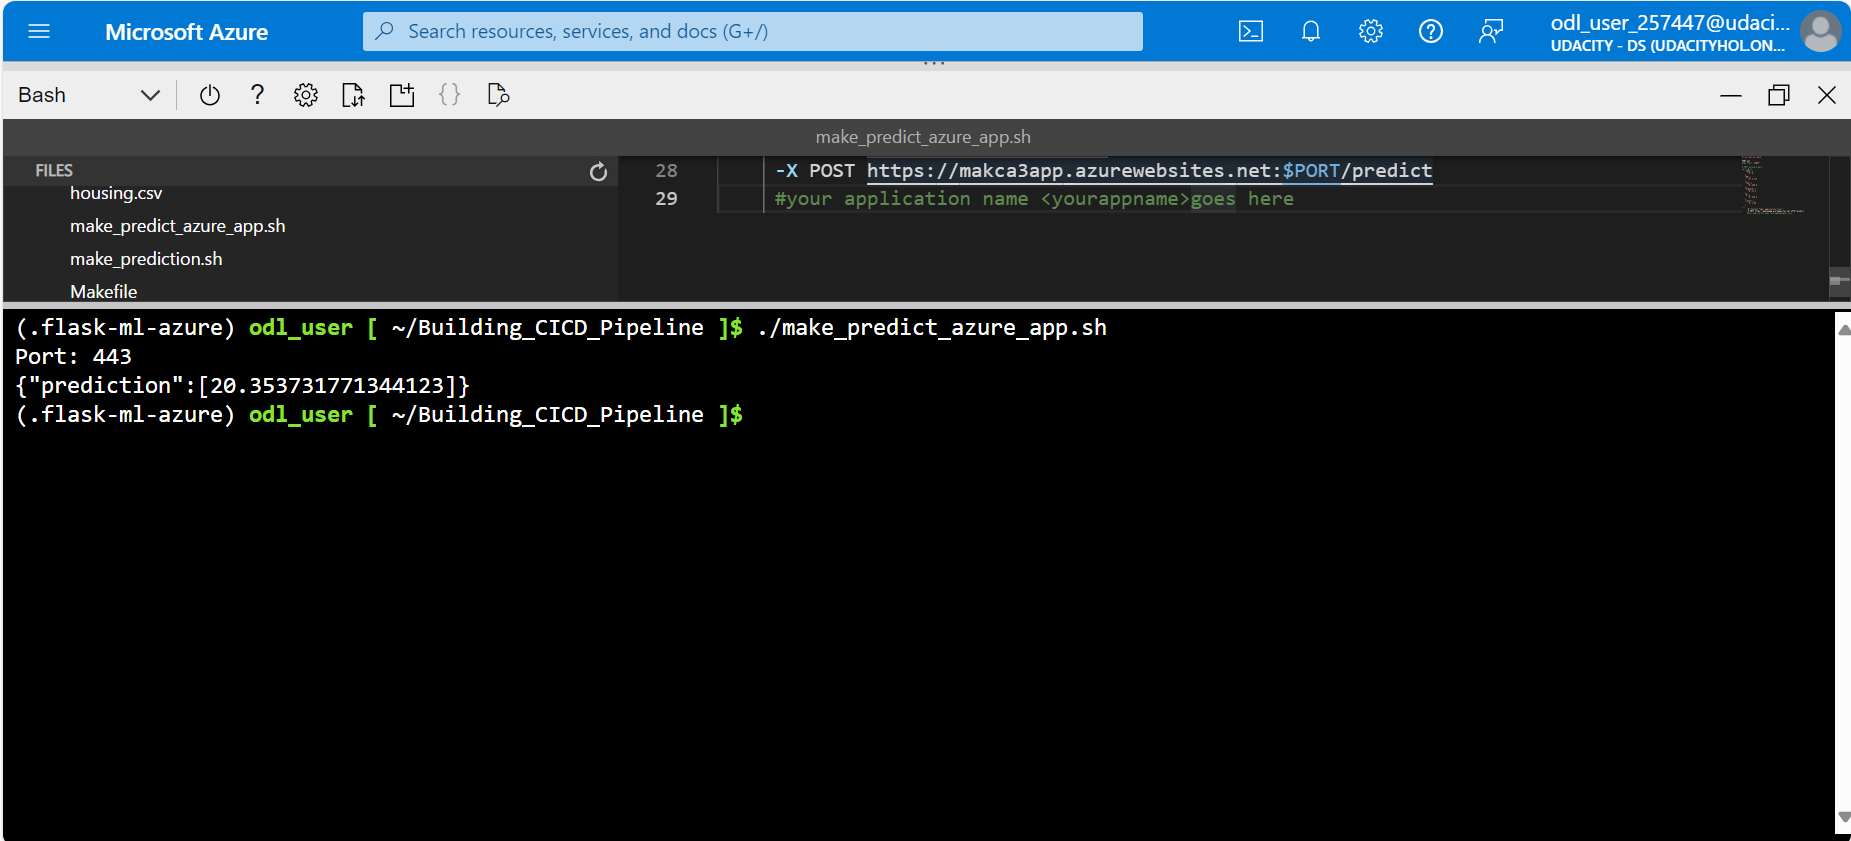 Microsoft Azure
Search resources, services, and docs (G+/)
odl_user_257447@udaci...
UDACITY - DS (UDACITYHOL.ON...
Bash
make_predict_azure_app.sh
FILES
housing.csv
make_predict_azure_app.sh
make_prediction.sh
Makefile
28 -X POST https://makca3app.azurewebsites.net:$PORT/predict
29 #your application name <yourappname>goes here
(.flask-ml-azure) odl_user [ ~/Building_CICD_Pipeline ]$ ./make_predict_azure_app.sh
Port: 443
{"prediction":[20.353731771344123]}
(.flask-ml-azure) odl_user [ ~/Building_CICD_Pipeline ]$